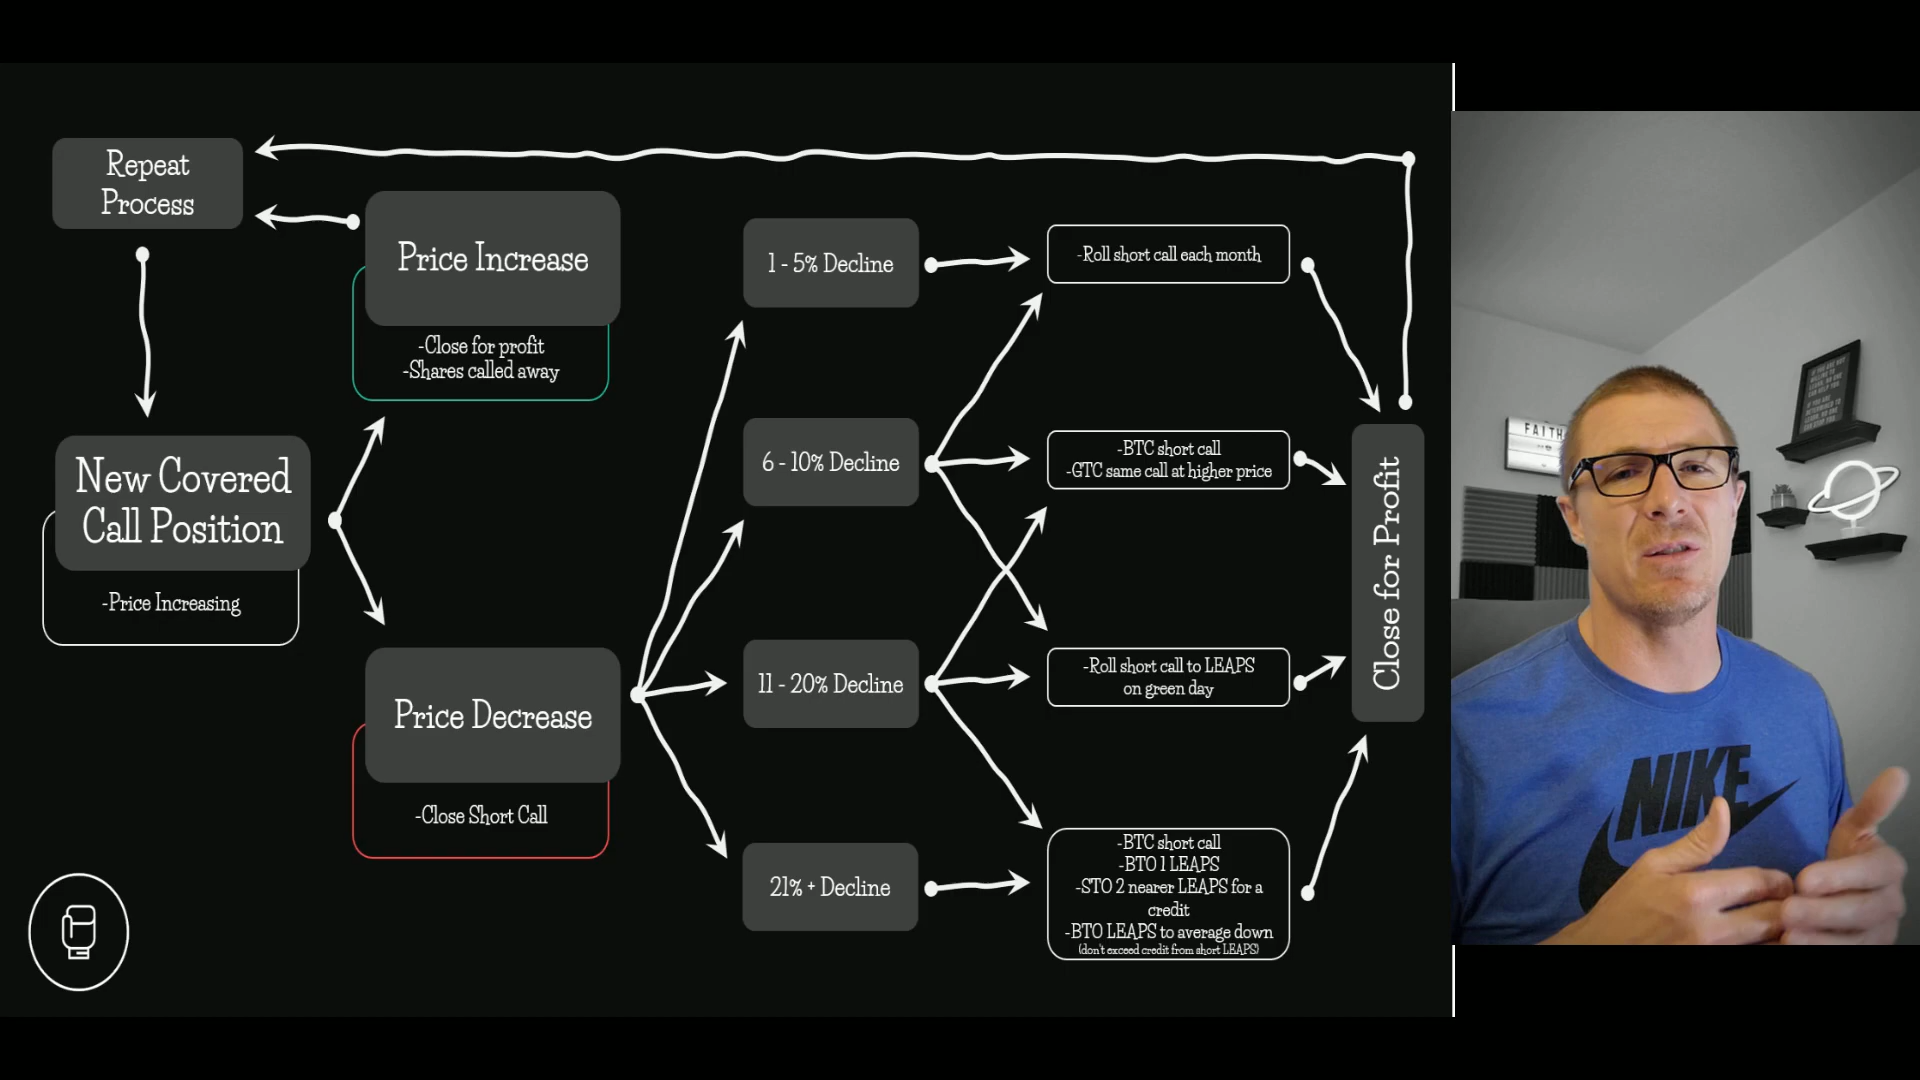 Repeat
Process
Price Increase
-Close for profit
-Shares called away
New Covered
Call Position
-Price Increasing
Price Decrease
-Close Short Call
1 - 5% Decline
6 - 10% Decline
11 - 20% Decline
21% + Decline
-Roll short call each month
-BTC short call
-GTC same call at higher price
-Roll short call to LEAPS
on green day
-BTC short call
-BTO 1 LEAPS
-STO 2 nearer LEAPS for a
credit
-BTO LEAPS to average down
(don't exceed credit from short LEAPS)
Close for Profit
FAITH
NIKE